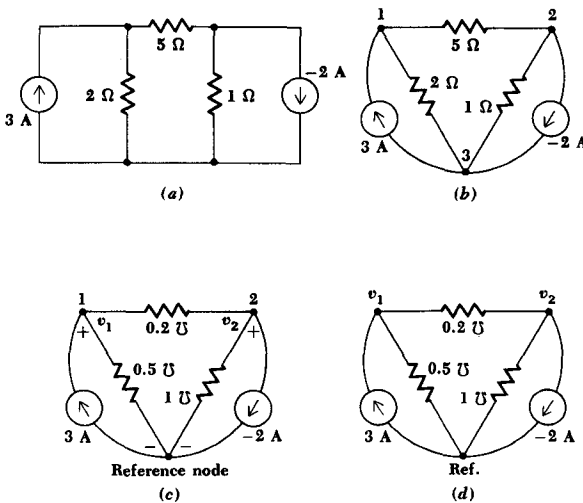 5 Ω
-2 A
2 Ω
1 Ω
3 A
(a)
1
2
5 Ω
2 Ω
1 Ω
3
3 A
-2 A
(b)
1
2
v₁
v₂
+
+
0.2 ℧
0.5 ℧
1 ℧
3 A
-2 A
− −
Reference node
(c)
v₁
v₂
0.2 ℧
0.5 ℧
1 ℧
3 A
-2 A
Ref.
(d)